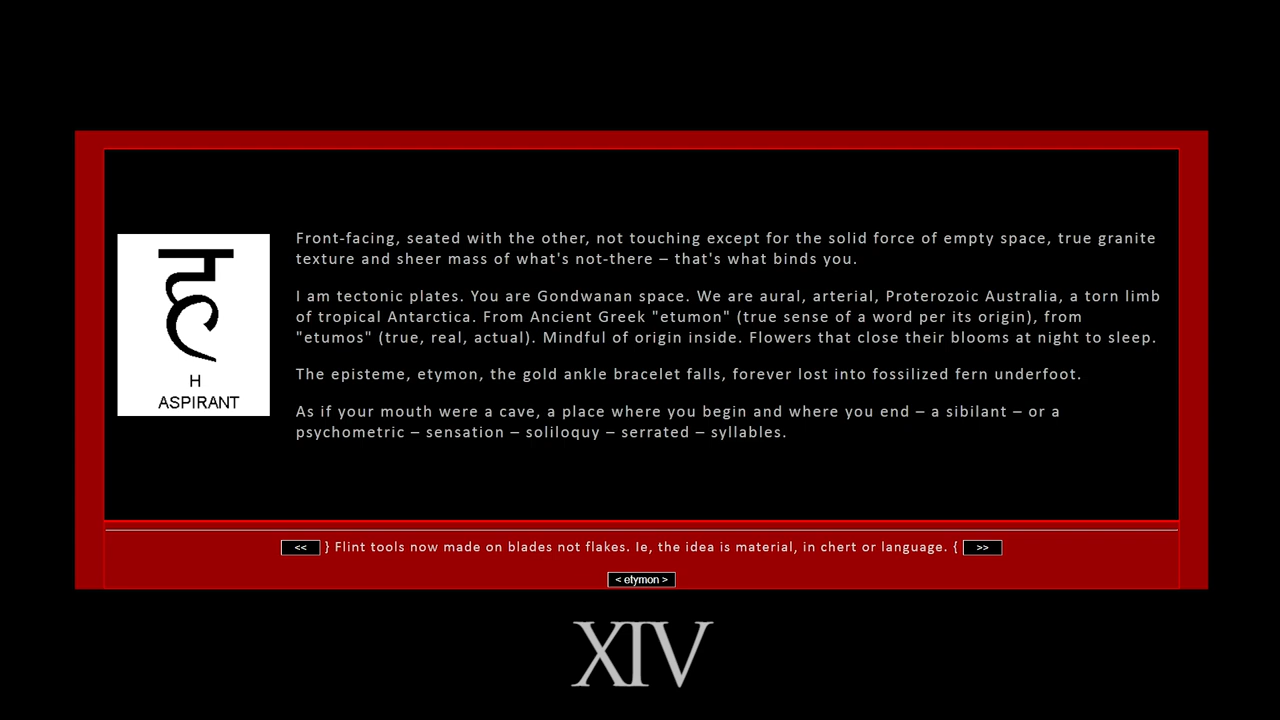 ह
H
ASPIRANT
Front-facing, seated with the other, not touching except for the solid force of empty space, true granite
texture and sheer mass of what's not-there – that's what binds you.
I am tectonic plates. You are Gondwanan space. We are aural, arterial, Proterozoic Australia, a torn limb
of tropical Antarctica. From Ancient Greek "etumon" (true sense of a word per its origin), from
"etumos" (true, real, actual). Mindful of origin inside. Flowers that close their blooms at night to sleep.
The episteme, etymon, the gold ankle bracelet falls, forever lost into fossilized fern underfoot.
As if your mouth were a cave, a place where you begin and where you end – a sibilant – or a
psychometric – sensation – soliloquy – serrated – syllables.
<< } Flint tools now made on blades not flakes. Ie, the idea is material, in chert or language. { >>
< etymon >
XIV